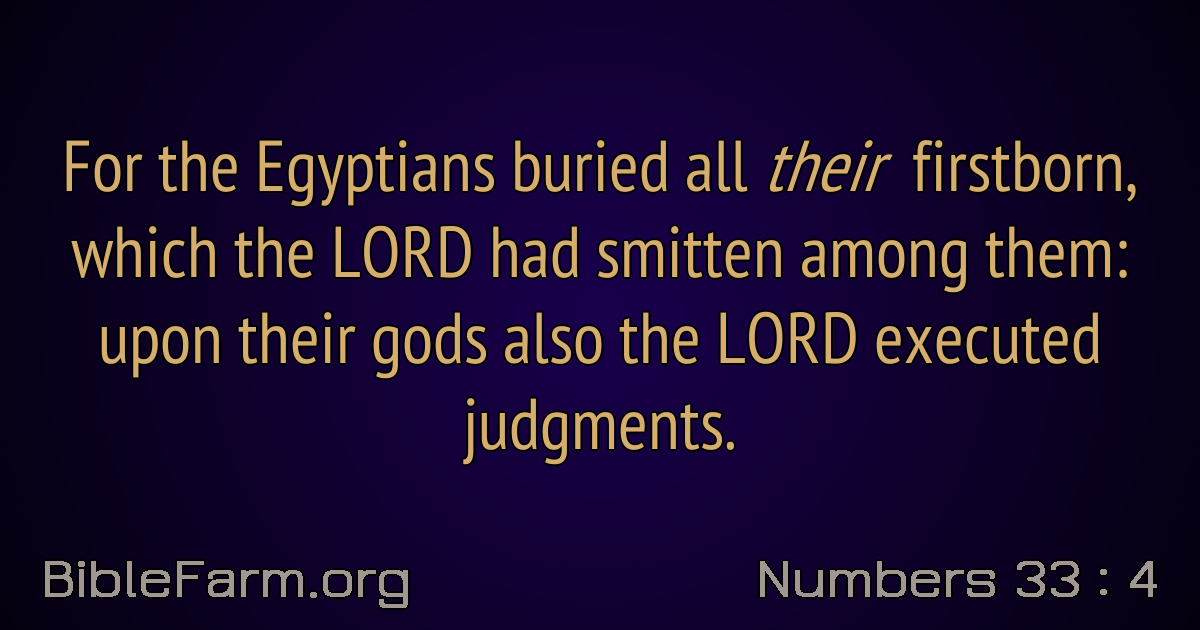 For the Egyptians buried all their firstborn,
which the LORD had smitten among them:
upon their gods also the LORD executed
judgments.
BibleFarm.org
Numbers 33 : 4